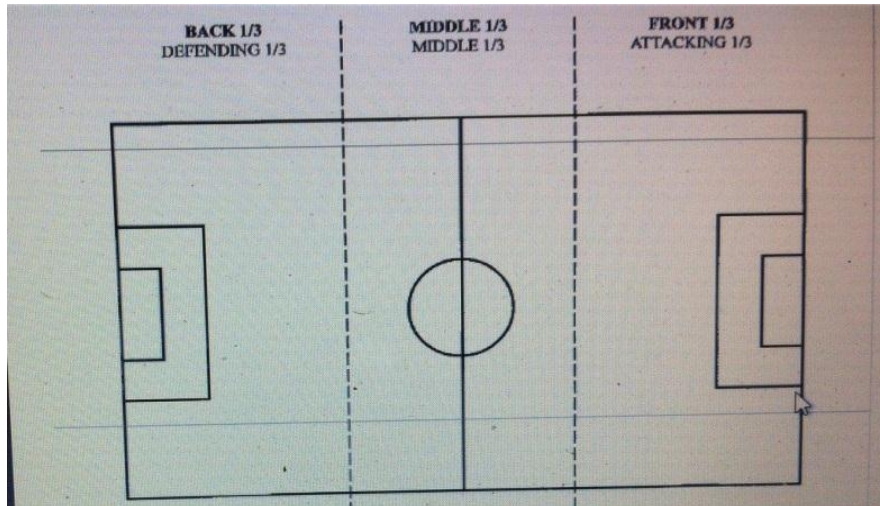 BACK 1/3
DEFENDING 1/3
MIDDLE 1/3
MIDDLE 1/3
FRONT 1/3
ATTACKING 1/3